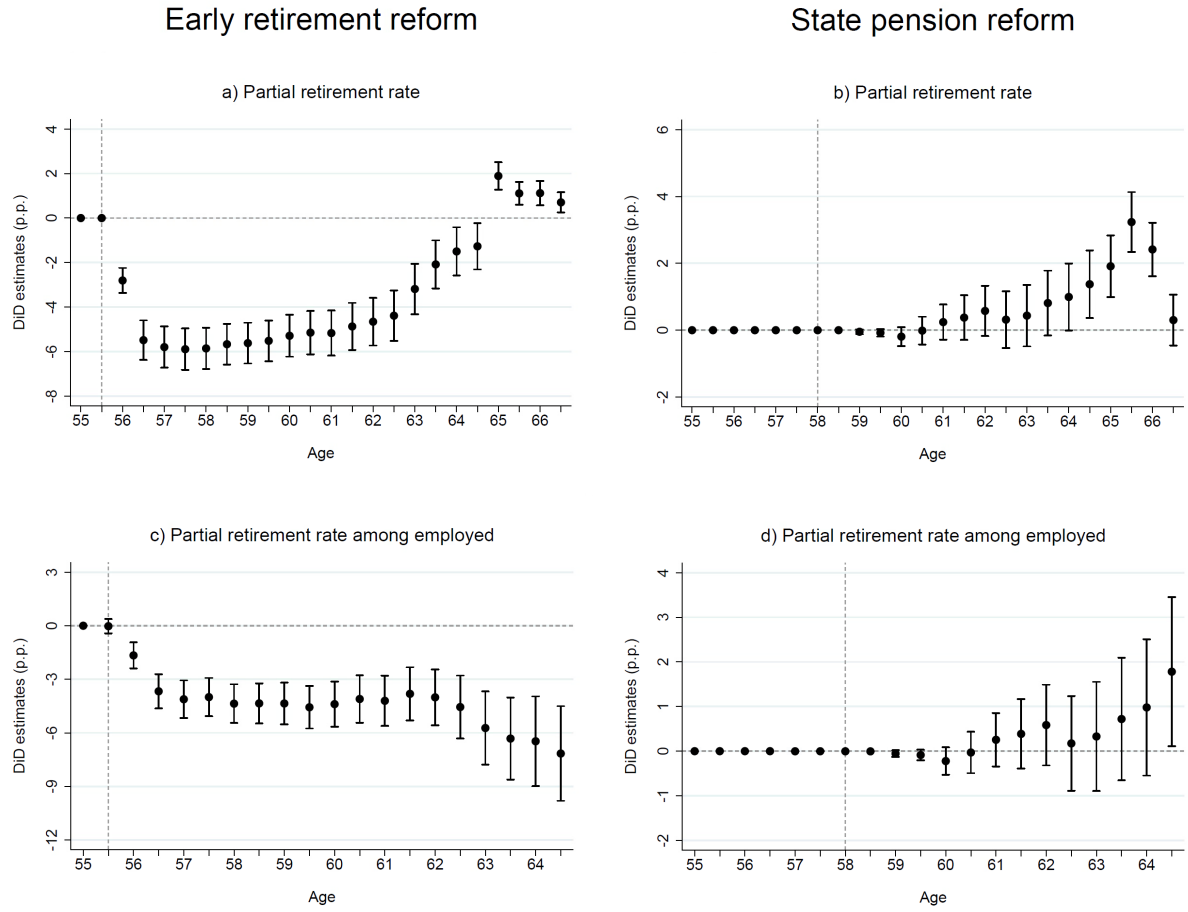 Early retirement reform
State pension reform
a) Partial retirement rate
DiD estimates (p.p.)
4
2
0
-2
-4
-6
-8
55 56 57 58 59 60 61 62 63 64 65 66
Age
b) Partial retirement rate
DiD estimates (p.p.)
6
4
2
0
-2
55 56 57 58 59 60 61 62 63 64 65 66
Age
c) Partial retirement rate among employed
DiD estimates (p.p.)
3
0
-3
-6
-9
-12
55 56 57 58 59 60 61 62 63 64
Age
d) Partial retirement rate among employed
DiD estimates (p.p.)
4
3
2
1
0
-1
-2
55 56 57 58 59 60 61 62 63 64
Age